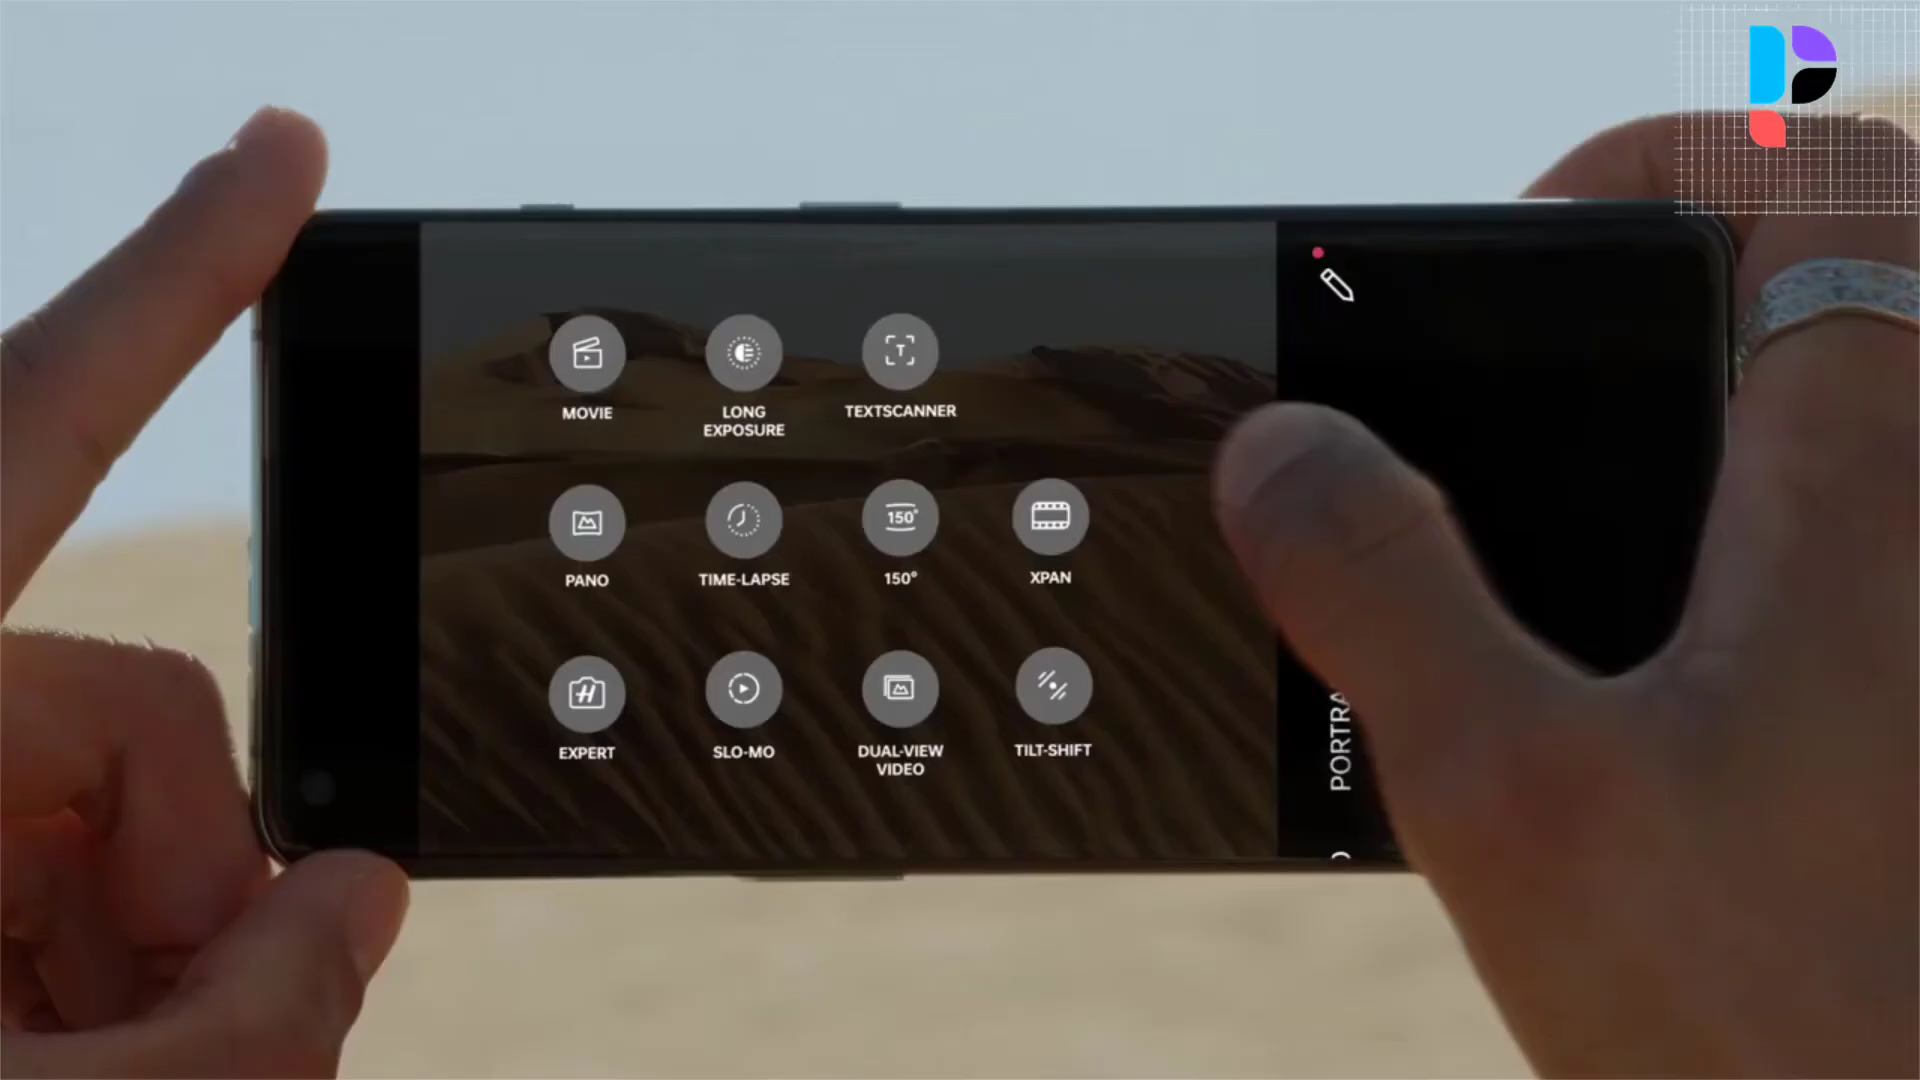 MOVIE
LONG
EXPOSURE
TEXTSCANNER
PANO
TIME-LAPSE
150°
150°
XPAN
EXPERT
SLO-MO
DUAL-VIEW
VIDEO
TILT-SHIFT
PORTRA